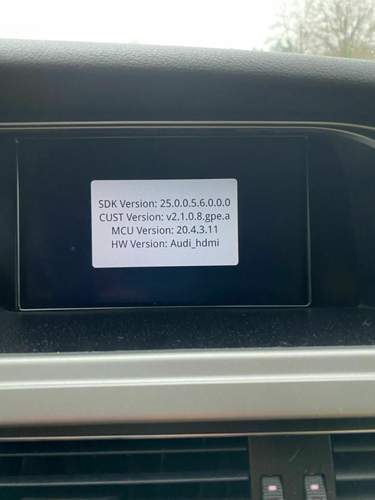 SDK Version: 25.0.0.5.6.0.0.0
CUST Version: v2.1.0.8.gpe.a
MCU Version: 20.4.3.11
HW Version: Audi_hdmi